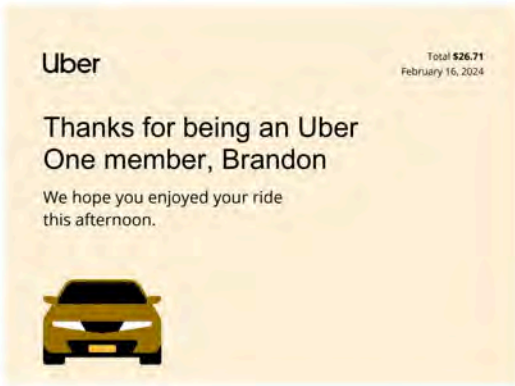 Uber
Total $26.71
February 16, 2024
Thanks for being an Uber
One member, Brandon
We hope you enjoyed your ride
this afternoon.